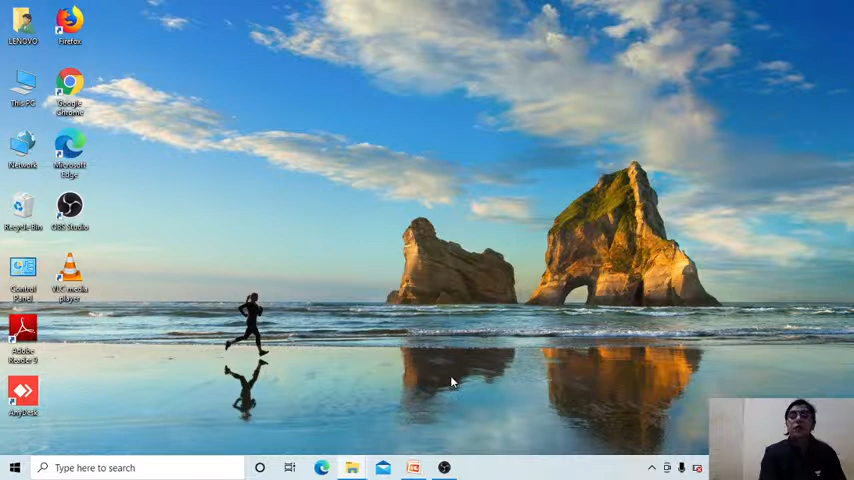 LENOVO
Firefox
This PC
Google
Chrome
Network
Microsoft
Edge
Recycle Bin
OBS Studio
Control
Panel
VLC media
player
Adobe
Reader 9
AnyDesk
Type here to search